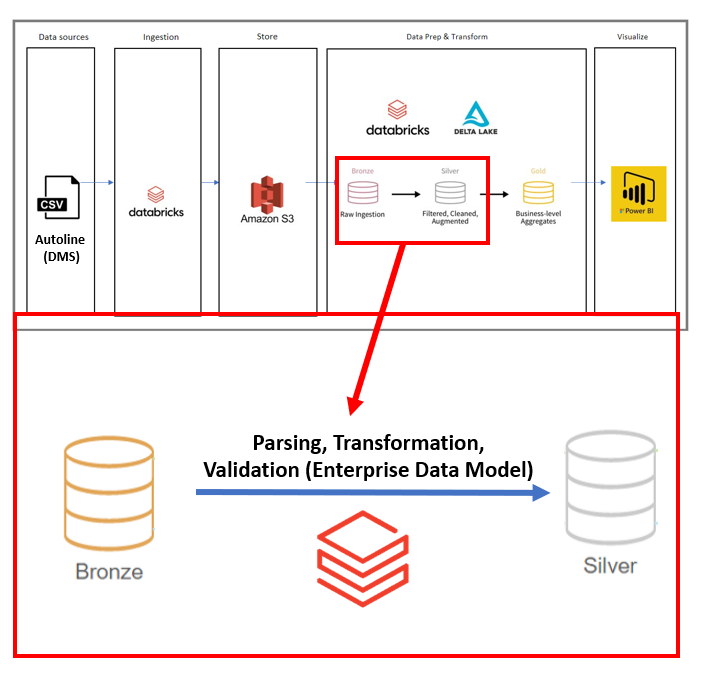 Data sources
Ingestion
Store
Data Prep & Transform
Visualize
databricks
DELTA LAKE
Bronze
Silver
Gold
CSV
databricks
Amazon S3
Raw Ingestion
Filtered, Cleaned,
Augmented
Business-level
Aggregates
Power BI
Autoline
(DMS)
Parsing, Transformation,
Validation (Enterprise Data Model)
Bronze
Silver